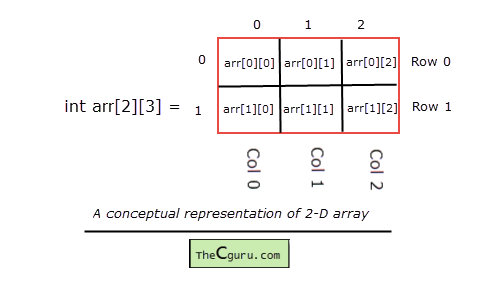 0 1 2
0 arr[0][0] arr[0][1] arr[0][2] Row 0
int arr[2][3] = 1 arr[1][0] arr[1][1] arr[1][2] Row 1
Col 0 Col 1 Col 2
A conceptual representation of 2-D array
TheCguru.com